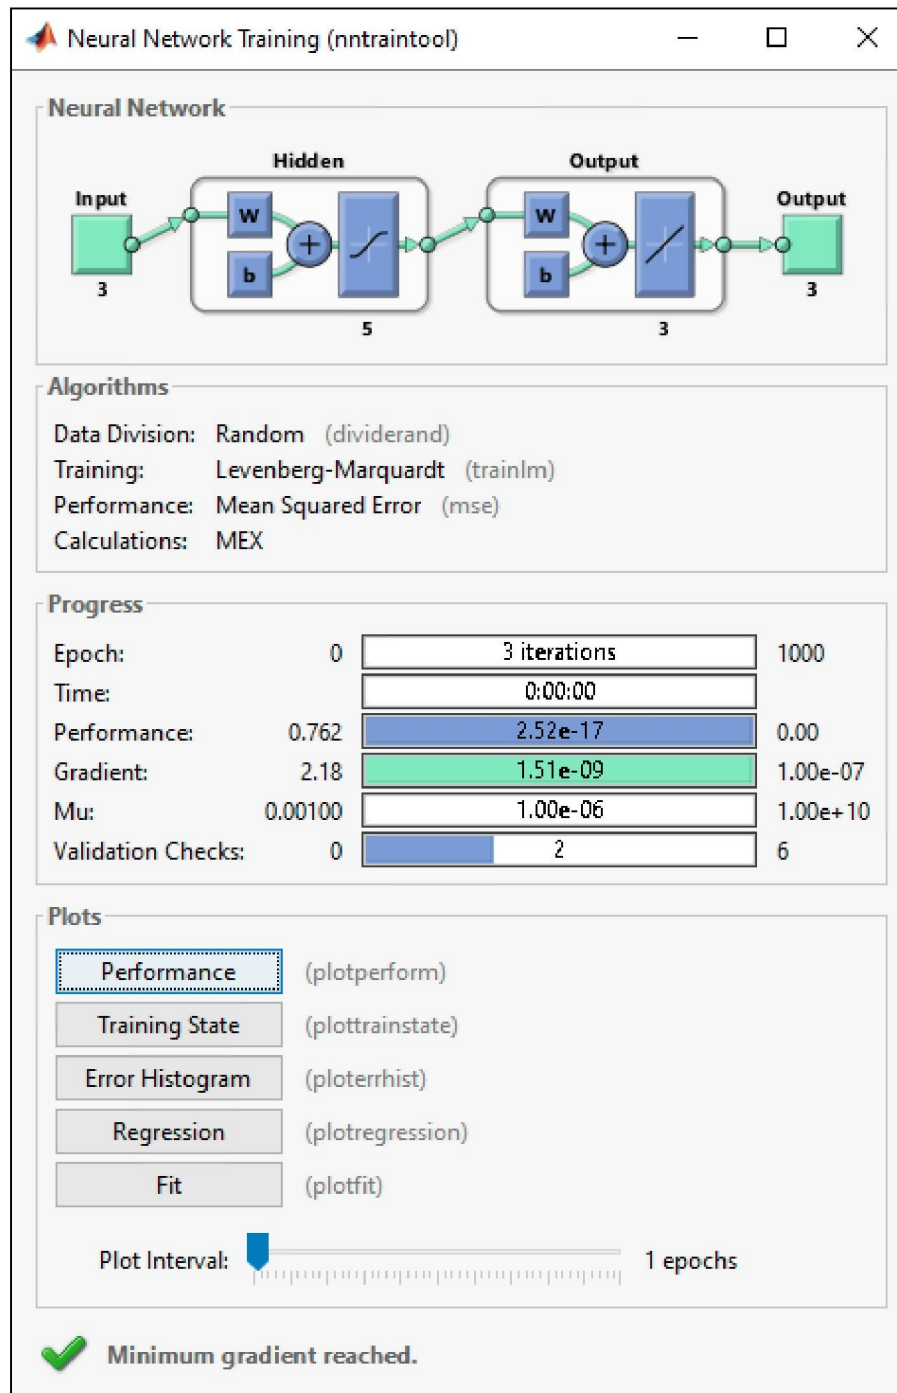 Neural Network Training (nntraintool)
Neural Network
Hidden Output
Input Output
W W
b b
3 3
5 3
Algorithms
Data Division: Random (dividerand)
Training: Levenberg-Marquardt (trainlm)
Performance: Mean Squared Error (mse)
Calculations: MEX
Progress
Epoch: 0 3 iterations 1000
Time: 0:00:00
Performance: 0.762 2.52e-17 0.00
Gradient: 2.18 1.51e-09 1.00e-07
Mu: 0.00100 1.00e-06 1.00e+10
Validation Checks: 0 2 6
Plots
Performance (plotperform)
Training State (plottrainstate)
Error Histogram (ploterrhist)
Regression (plotregression)
Fit (plotfit)
Plot Interval: 1 epochs
Minimum gradient reached.